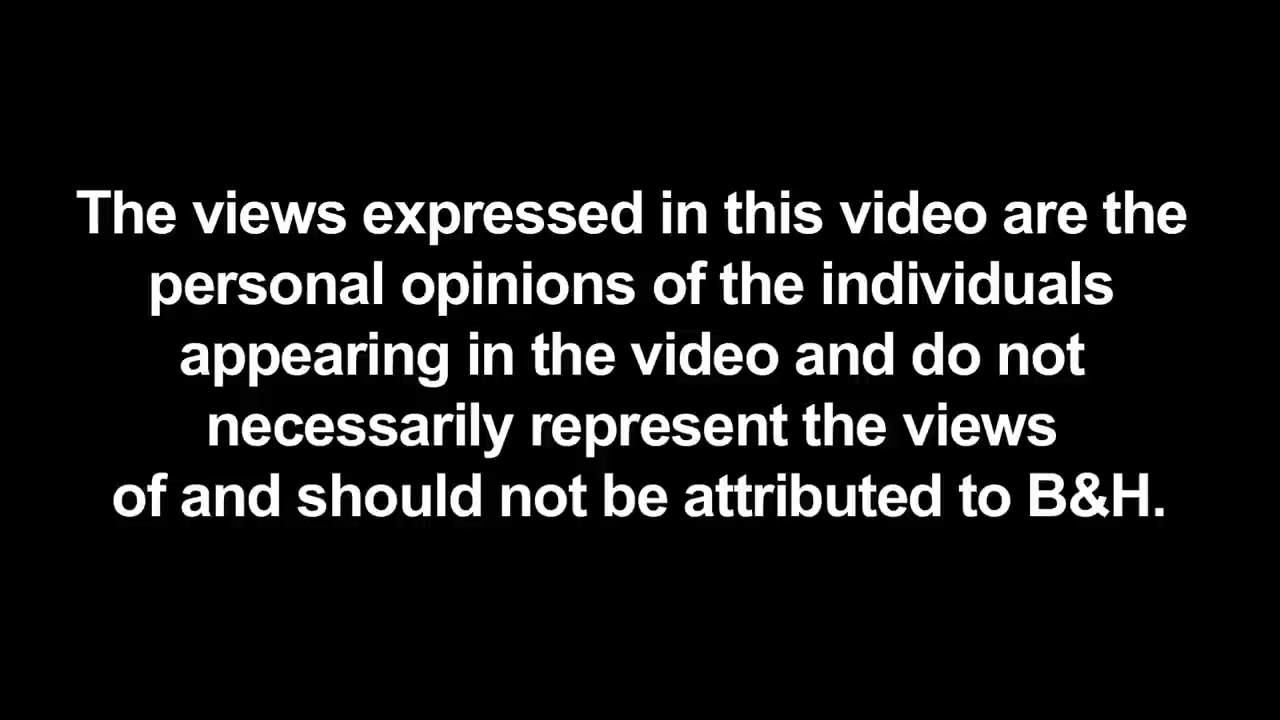 The views expressed in this video are the
personal opinions of the individuals
appearing in the video and do not
necessarily represent the views
of and should not be attributed to B&H.